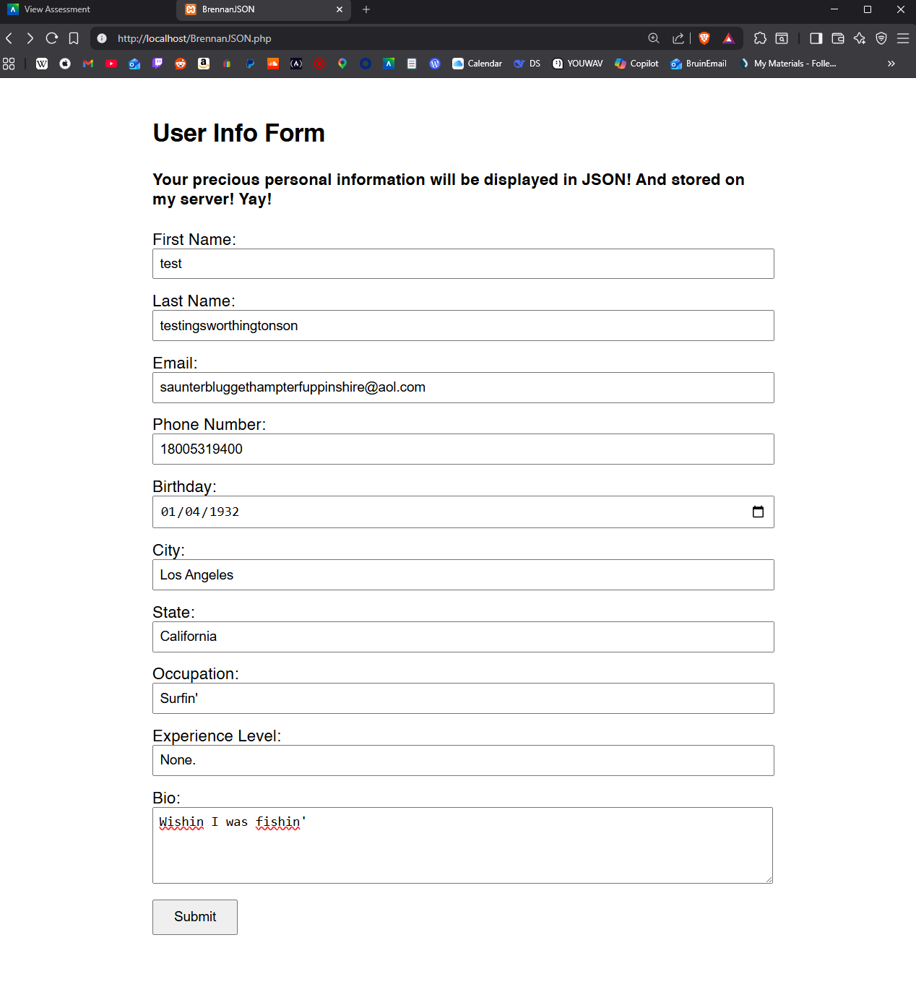 View Assessment
BrennanJSON
http://localhost/BrennanJSON.php
Calendar
DS
YOUWAV
Copilot
BruinEmail
My Materials - Folle...
User Info Form
Your precious personal information will be displayed in JSON! And stored on
my server! Yay!
First Name:
test
Last Name:
testingsworthingtonson
Email:
saunterbluggethampterfuppinshire@aol.com
Phone Number:
18005319400
Birthday:
01/04/1932
City:
Los Angeles
State:
California
Occupation:
Surfin'
Experience Level:
None.
Bio:
Wishin I was fishin'
Submit